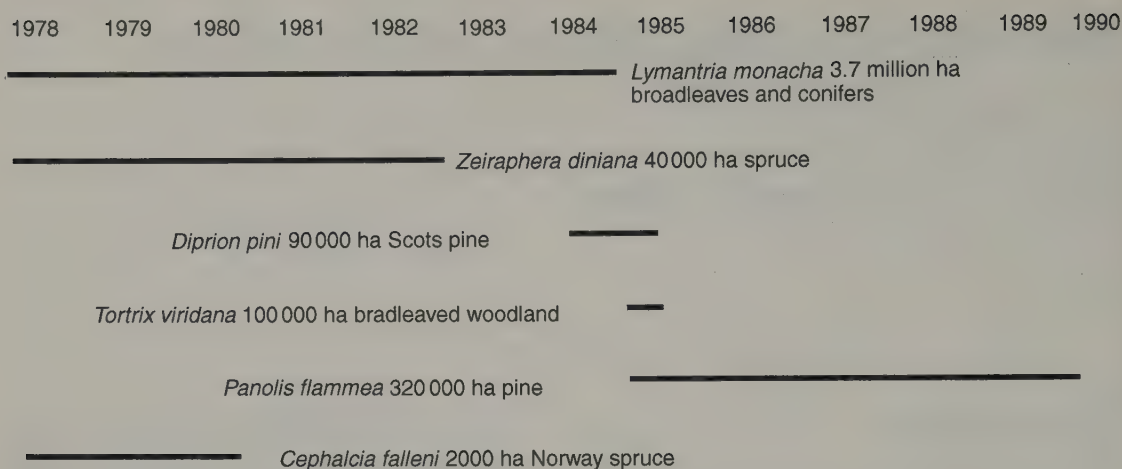 1978 1979 1980 1981 1982 1983 1984 1985 1986 1987 1988 1989 1990
Lymantria monacha 3.7 million ha
broadleaves and conifers
Zeiraphera diniana 40 000 ha spruce
Diprion pini 90 000 ha Scots pine
Tortrix viridana 100 000 ha bradleaved woodland
Panolis flammea 320 000 ha pine
Cephalcia falleni 2000 ha Norway spruce